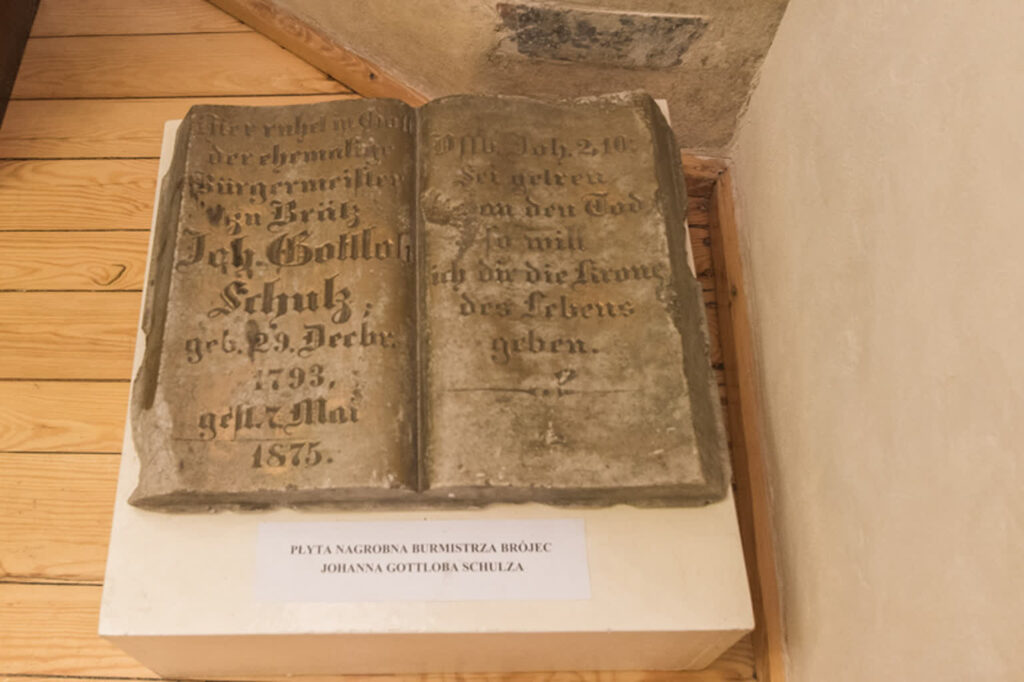 Hier ruhet in Gott
der ehemalige
Bürgermeister
von Brätz
Joh. Gottlob
Schulz,
geb. 29. Decbr.
1793,
gest. 7. Mai
1875.
Offb. Joh. 2,10:
Sei getreu
an den Tod
so will
ich dir die Krone
des Lebens
geben.
PŁYTA NAGROBNA BURMISTRZA BRÓJEC
JOHANNA GOTTLOBA SCHULZA